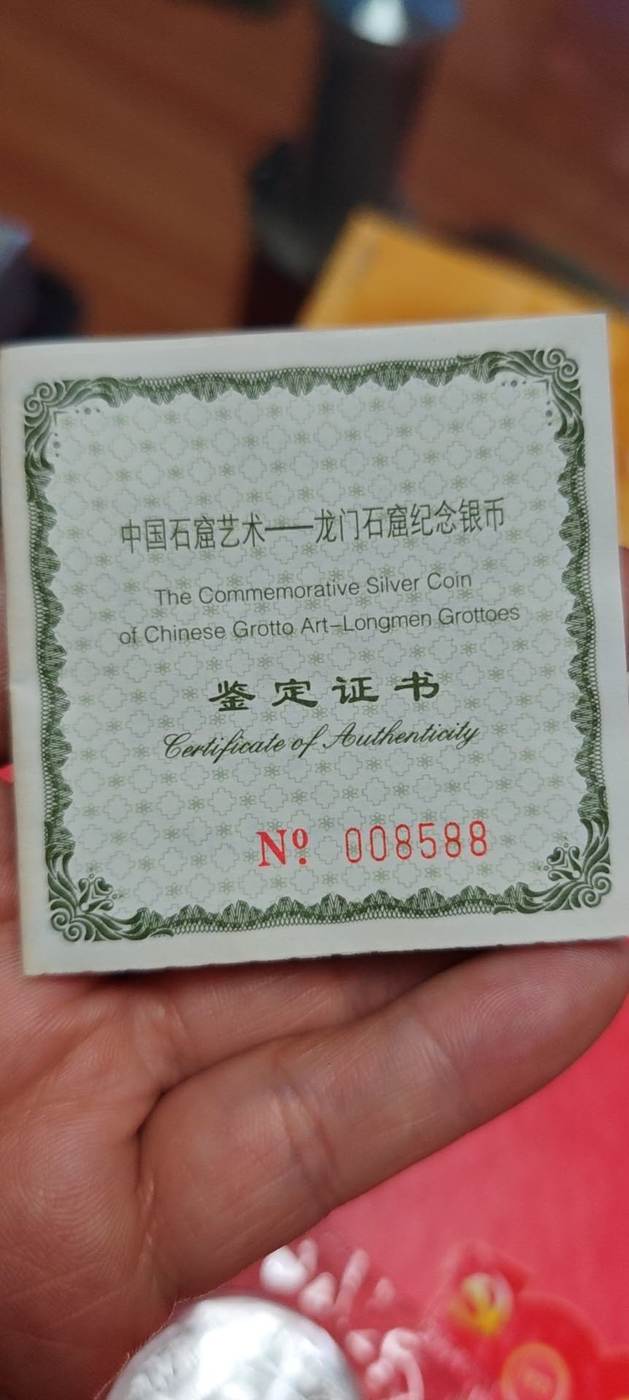 中国石窟艺术——龙门石窟纪念银币
The Commemorative Silver Coin
of Chinese Grotto Art-Longmen Grottoes
鉴定证书
Certificate of Authenticity
Nº. 008588